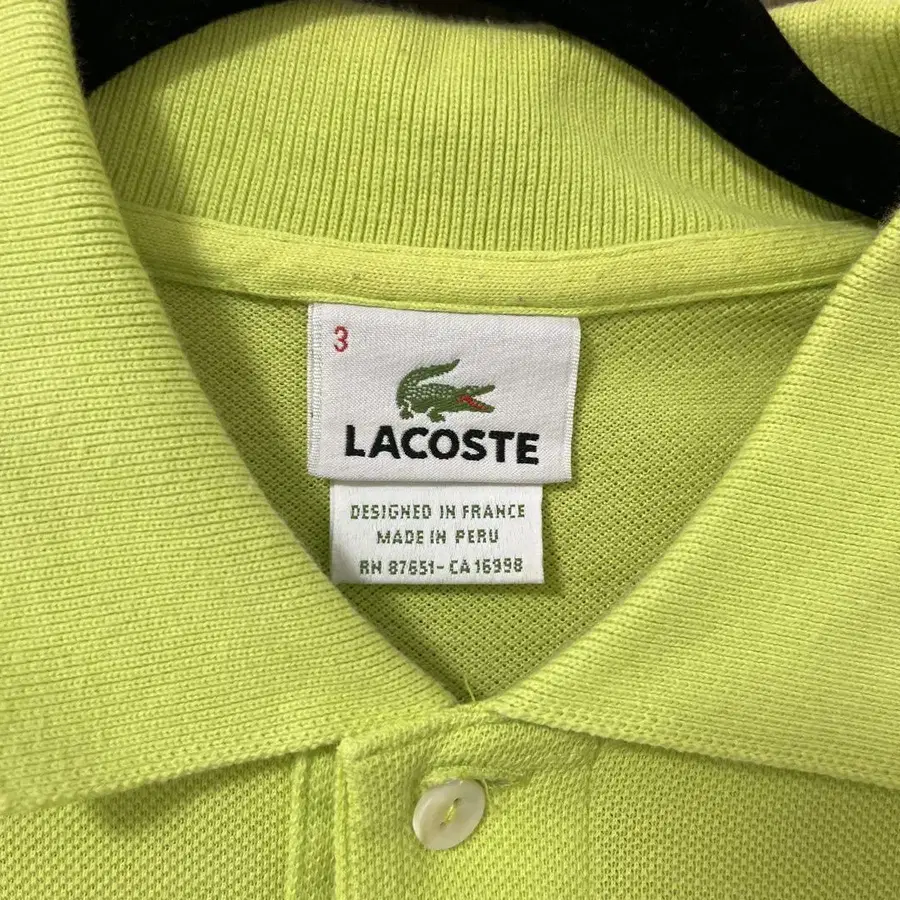 3
LACOSTE
DESIGNED IN FRANCE
MADE IN PERU
RN 87651- CA 16998